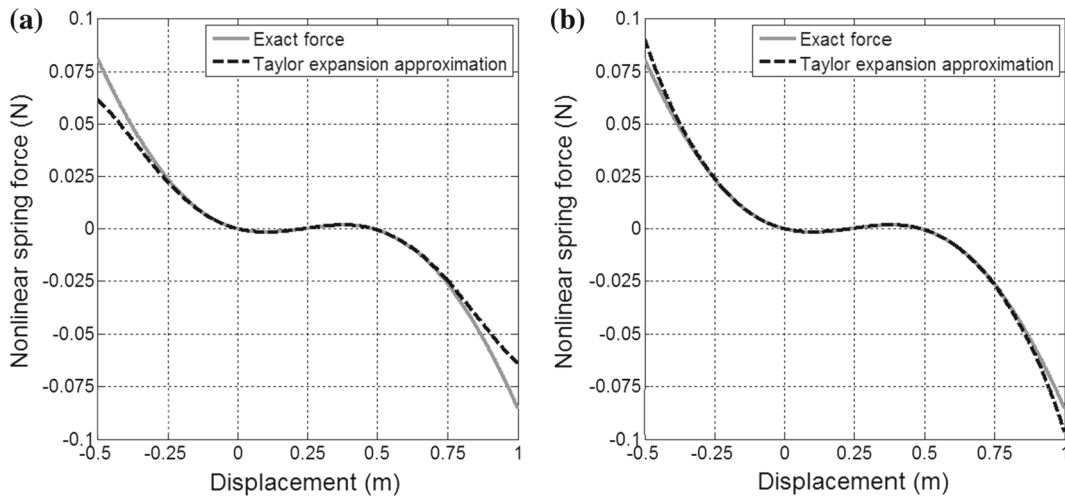 (a)
Nonlinear spring force (N)
0.1
0.075
0.05
0.025
0
-0.025
-0.05
-0.075
-0.1
Exact force
Taylor expansion approximation
-0.5 -0.25 0 0.25 0.5 0.75 1
Displacement (m)
(b)
Nonlinear spring force (N)
0.1
0.075
0.05
0.025
0
-0.025
-0.05
-0.075
-0.1
Exact force
Taylor expansion approximation
-0.5 -0.25 0 0.25 0.5 0.75 1
Displacement (m)